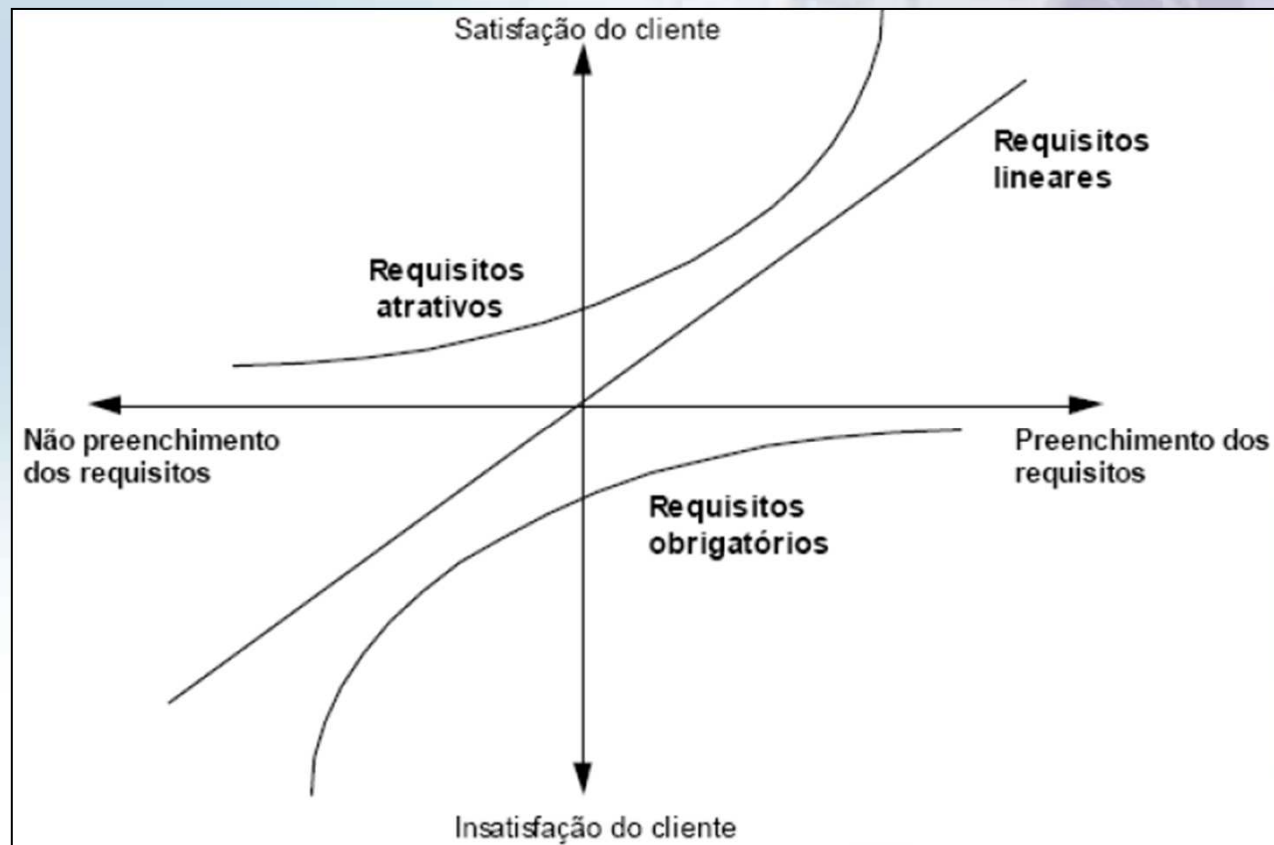 Satisfação do cliente
Requisitos
lineares
Requisitos
atrativos
Não preenchimento
dos requisitos
Preenchimento dos
requisitos
Requisitos
obrigatórios
Insatisfação do cliente